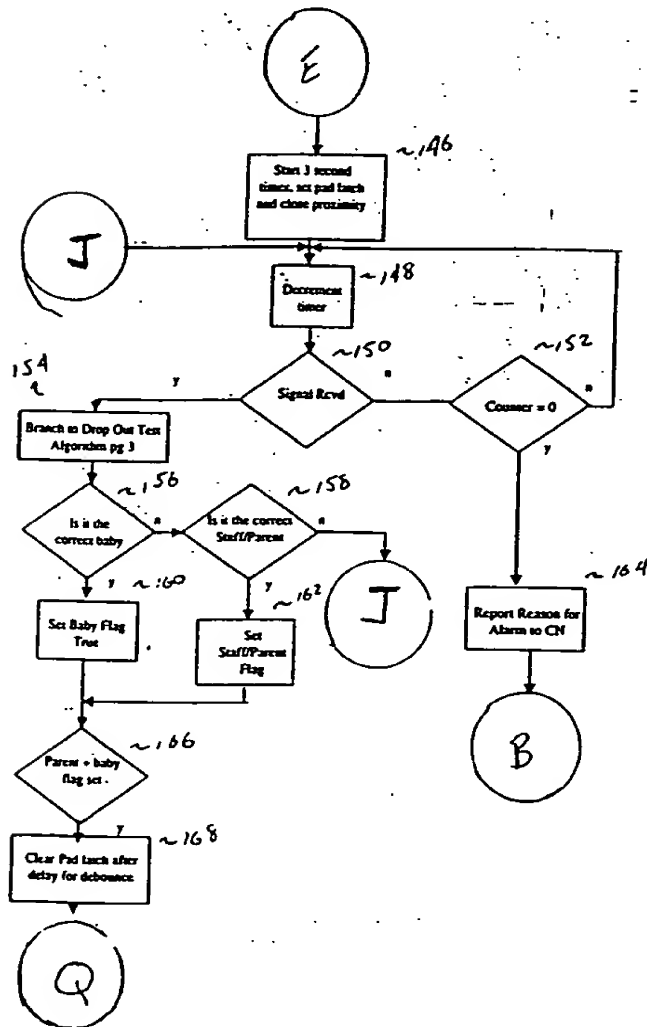 E
~146
Start 3 second
timer, set pad latch
and close proximity
J
~148
Decrement
timer
~150
~152
154
~
y
Signal Rcvd
n
Counter = 0
n
Branch to Drop Out Test
Algorithm pg 3
y
~156
~158
Is it the
correct baby
n
Is it the correct
Staff/Parent
n
~164
y
~160
y
~162
J
Set Baby Flag
True
Set
Staff/Parent
Flag
Report Reason for
Alarm to CN
~166
B
Parent + baby
flag set
y
~168
Clear Pad latch after
delay for debounce
Q